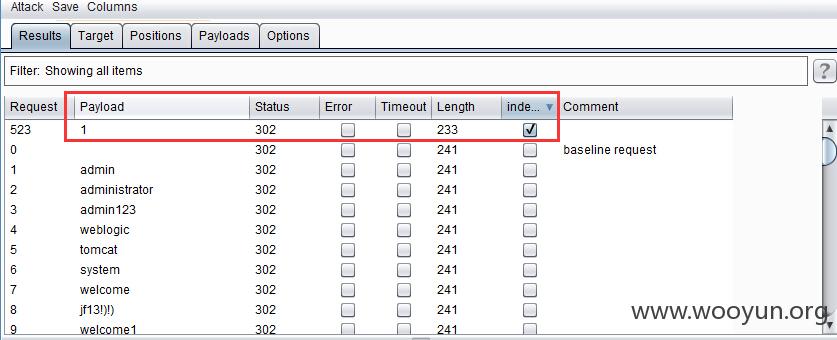 Attack Save Columns
Results Target Positions Payloads Options
Filter: Showing all items ?
Request Payload Status Error Timeout Length inde... Comment
523 1 302 233
0 302 241 baseline request
1 admin 302 241
2 administrator 302 241
3 admin123 302 241
4 weblogic 302 241
5 tomcat 302 241
6 system 302 241
7 welcome 302 241
8 jf13!)!) 302 241
9 welcome1 302 241
www.wooyun.org